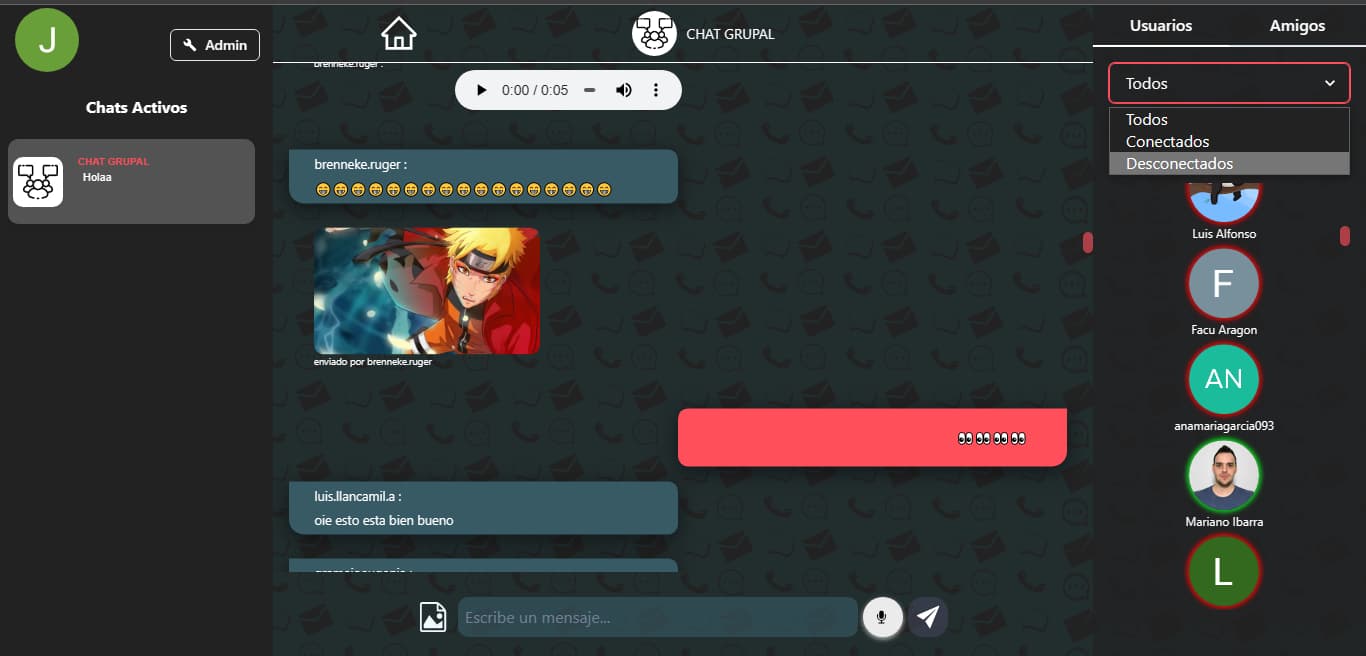 J
Admin
Chats Activos
CHAT GRUPAL
Holaa
CHAT GRUPAL
brenneke.ruger :
0:00 / 0:05
brenneke.ruger :
enviado por brenneke.ruger
luis.llancamil.a :
oie esto esta bien bueno
Escribe un mensaje...
Usuarios
Amigos
Todos
Todos
Conectados
Desconectados
Luis Alfonso
F
Facu Aragon
AN
anamariagarcia093
Mariano Ibarra
L